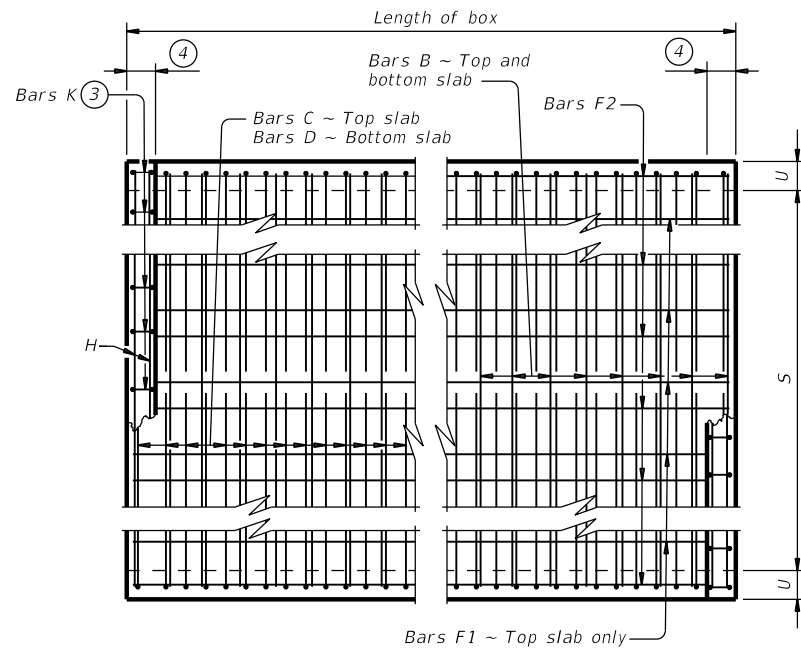 Length of box
4
4
Bars B ~ Top and
bottom slab
Bars K 3
Bars F2
Bars C ~ Top slab
Bars D ~ Bottom slab
U
H
S
U
Bars F1 ~ Top slab only